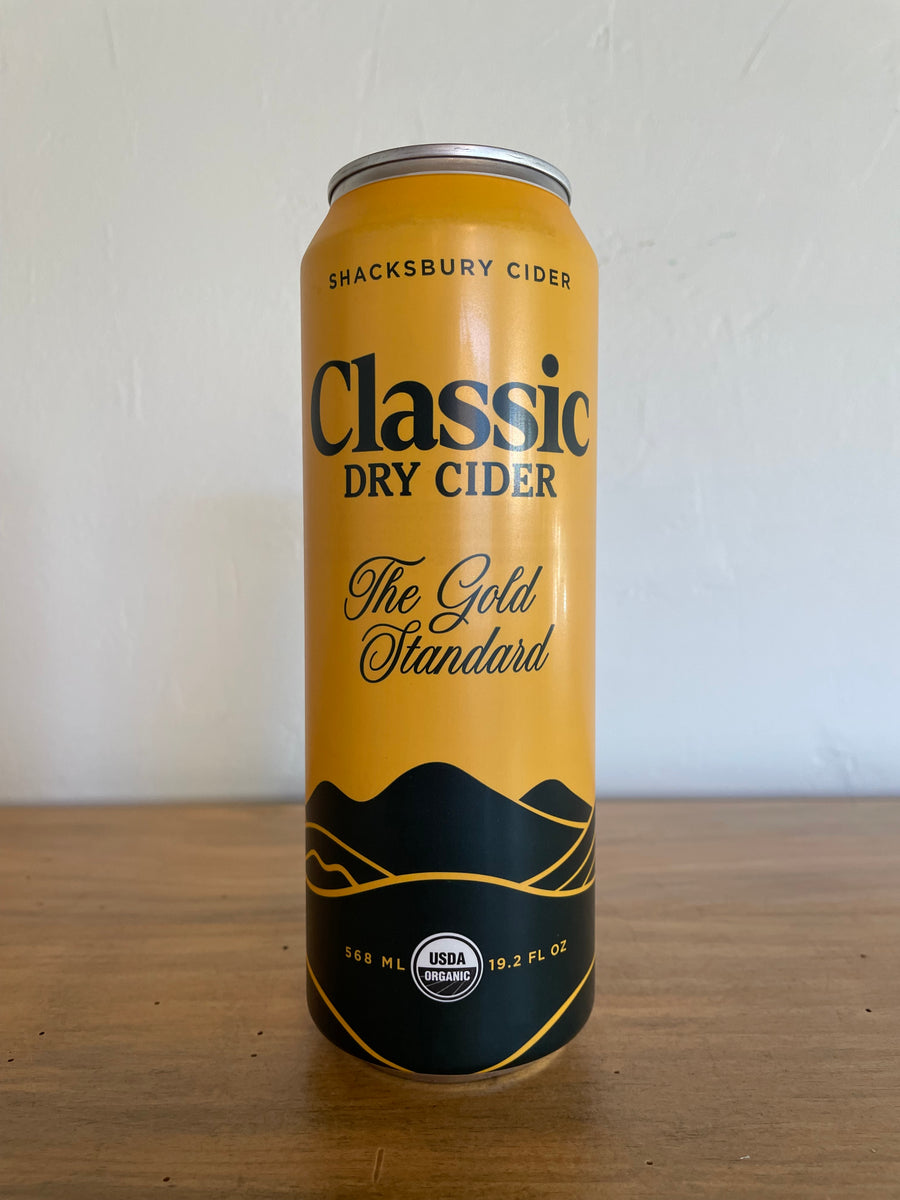 SHACKSBURY CIDER
Classic
DRY CIDER
The Gold
Standard
568 ML USDA ORGANIC 19.2 FL OZ